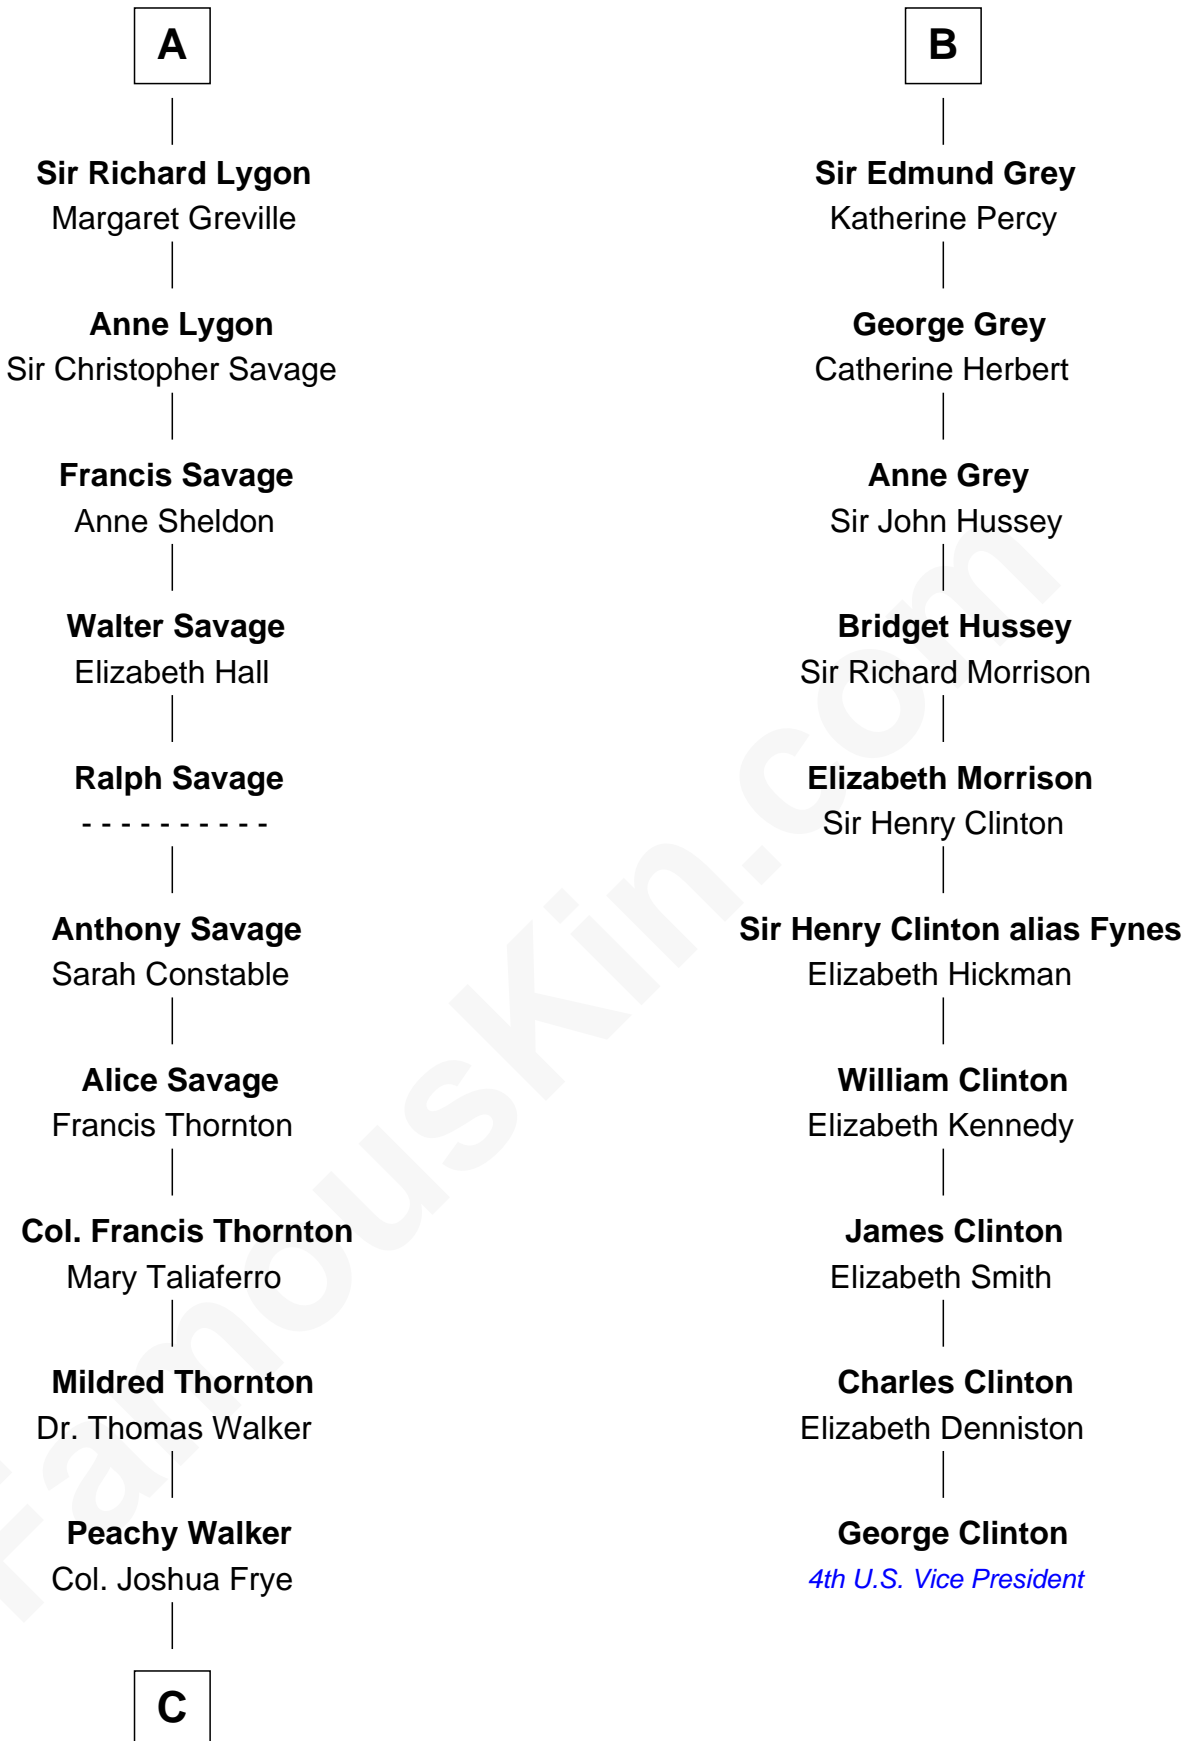 A
Sir Richard Lygon
Margaret Greville
Anne Lygon
Sir Christopher Savage
Francis Savage
Anne Sheldon
Walter Savage
Elizabeth Hall
Ralph Savage
- - - - - - - - - -
Anthony Savage
Sarah Constable
Alice Savage
Francis Thornton
Col. Francis Thornton
Mary Taliaferro
Mildred Thornton
Dr. Thomas Walker
Peachy Walker
Col. Joshua Frye
C
B
Sir Edmund Grey
Katherine Percy
George Grey
Catherine Herbert
Anne Grey
Sir John Hussey
Bridget Hussey
Sir Richard Morrison
Elizabeth Morrison
Sir Henry Clinton
Sir Henry Clinton alias Fynes
Elizabeth Hickman
William Clinton
Elizabeth Kennedy
James Clinton
Elizabeth Smith
Charles Clinton
Elizabeth Denniston
George Clinton
4th U.S. Vice President
FamousKin.com